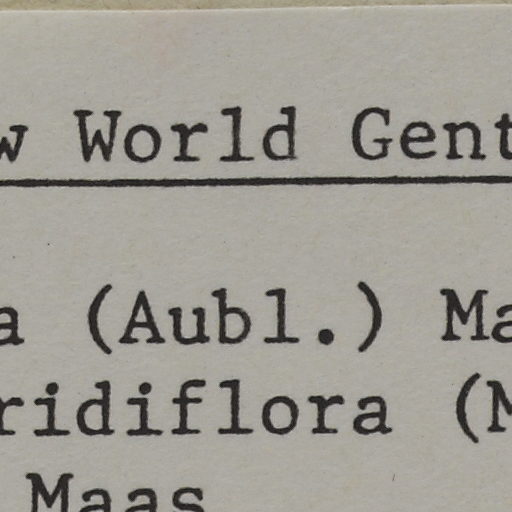 w World Gent
a (Aubl.) Ma
ridiflora (M
Maas